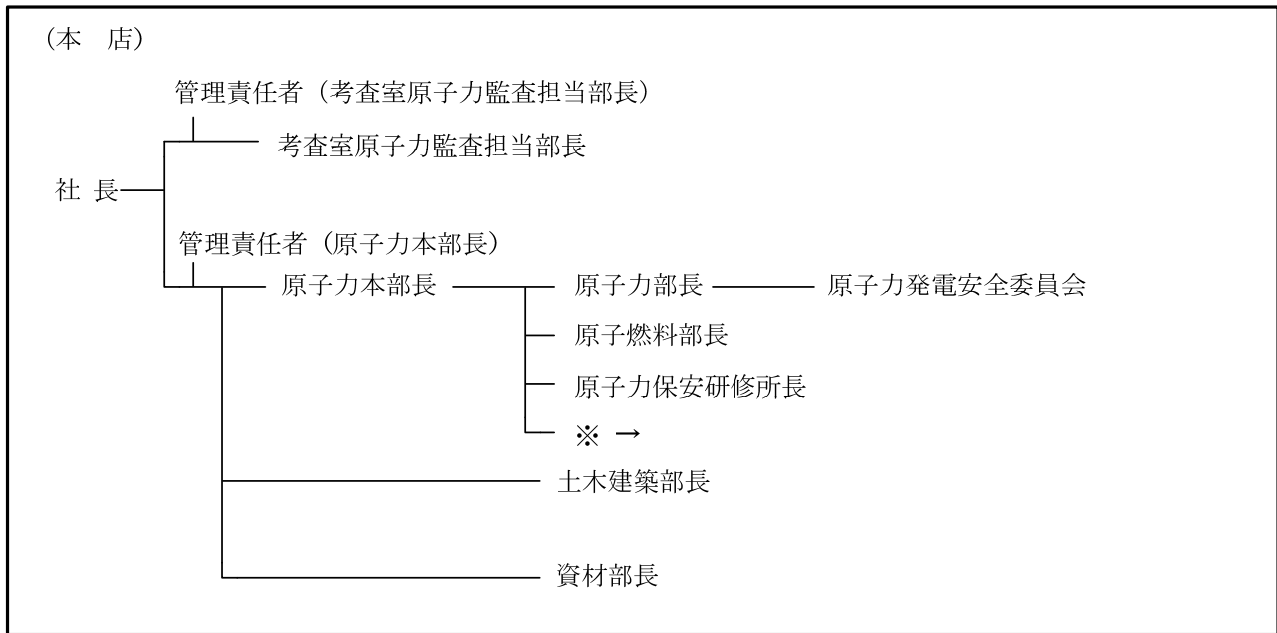 (本　店)
管理責任者（考査室原子力監査担当部長）
考査室原子力監査担当部長
社 長
管理責任者（原子力本部長）
原子力本部長　原子力部長　原子力発電安全委員会
原子燃料部長
原子力保安研修所長
※ →
土木建築部長
資材部長